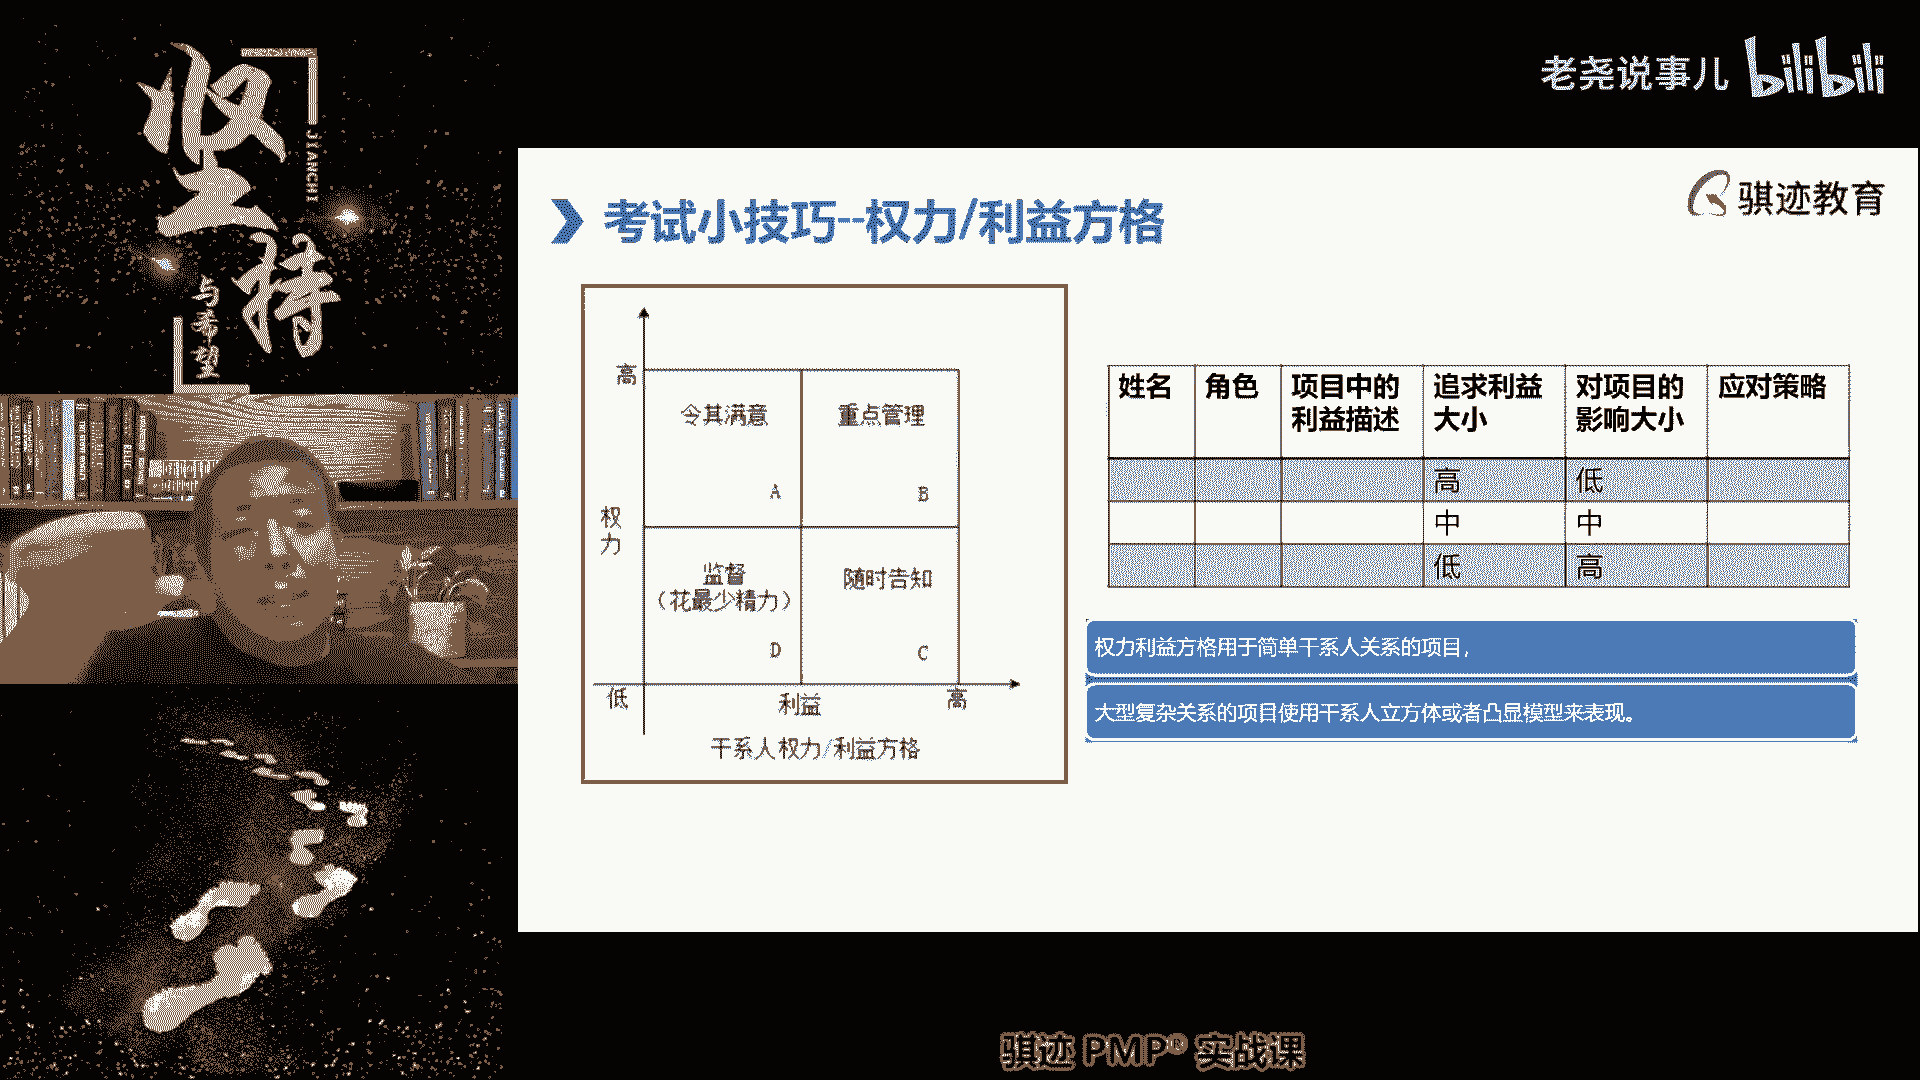 坚持
JIANCHI
与希望
老尧说事儿 bilibili
骐迹教育
考试小技巧--权力/利益方格
高
令其满意
重点管理
A
B
权力
监督
(花最少精力)
随时告知
D
C
低
利益
高
干系人权力/利益方格
姓名 角色 项目中的利益描述 追求利益大小 对项目的影响大小 应对策略
高 低
中 中
低 高
权力利益方格用于简单干系人关系的项目，
大型复杂关系的项目使用干系人立方体或者凸显模型来表现。
骐迹 PMP® 实战课